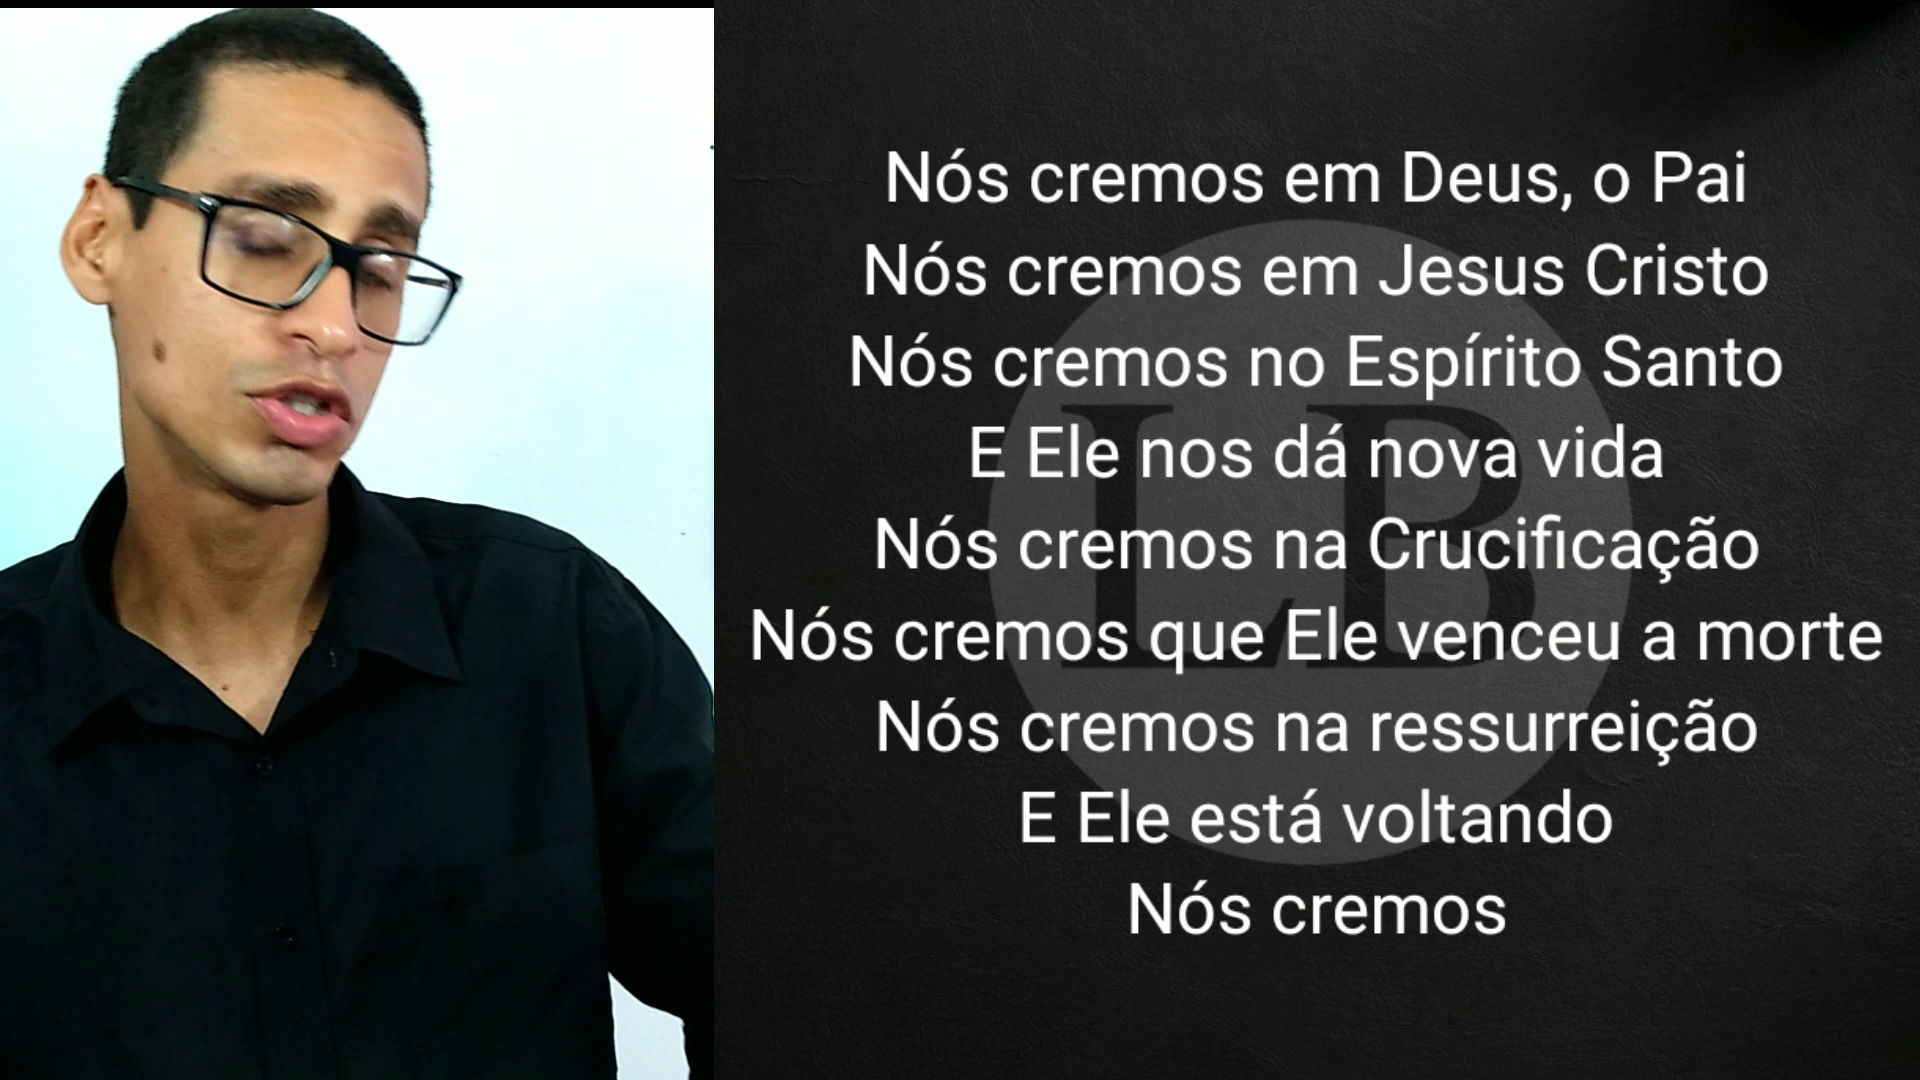 Nós cremos em Deus, o Pai
Nós cremos em Jesus Cristo
Nós cremos no Espírito Santo
E Ele nos dá nova vida
Nós cremos na Crucificação
Nós cremos que Ele venceu a morte
Nós cremos na ressurreição
E Ele está voltando
Nós cremos
LB